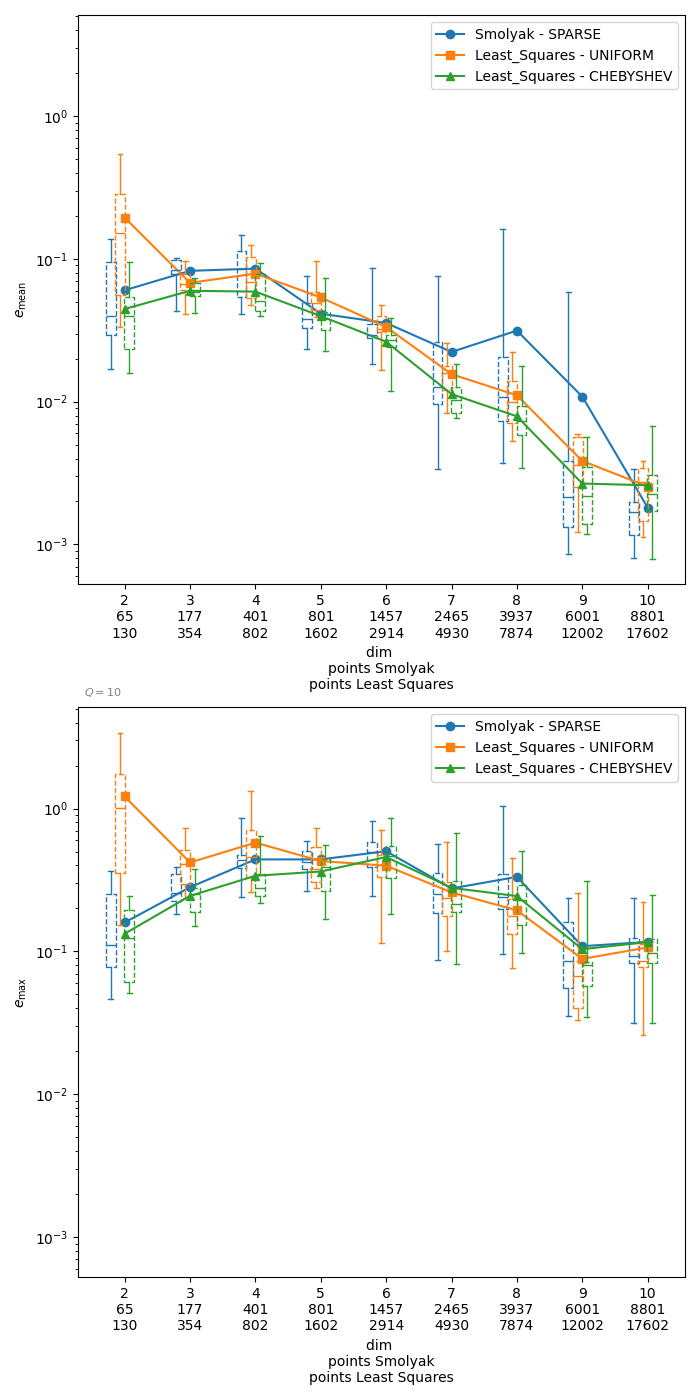 Smolyak - SPARSE
Least_Squares - UNIFORM
Least_Squares - CHEBYSHEV
10^0
10^-1
10^-2
10^-3
e_mean
2 3 4 5 6 7 8 9 10
65 177 401 801 1457 2465 3937 6001 8801
130 354 802 1602 2914 4930 7874 12002 17602
dim
points Smolyak
points Least Squares
Q = 10
Smolyak - SPARSE
Least_Squares - UNIFORM
Least_Squares - CHEBYSHEV
10^0
10^-1
10^-2
10^-3
e_max
2 3 4 5 6 7 8 9 10
65 177 401 801 1457 2465 3937 6001 8801
130 354 802 1602 2914 4930 7874 12002 17602
dim
points Smolyak
points Least Squares